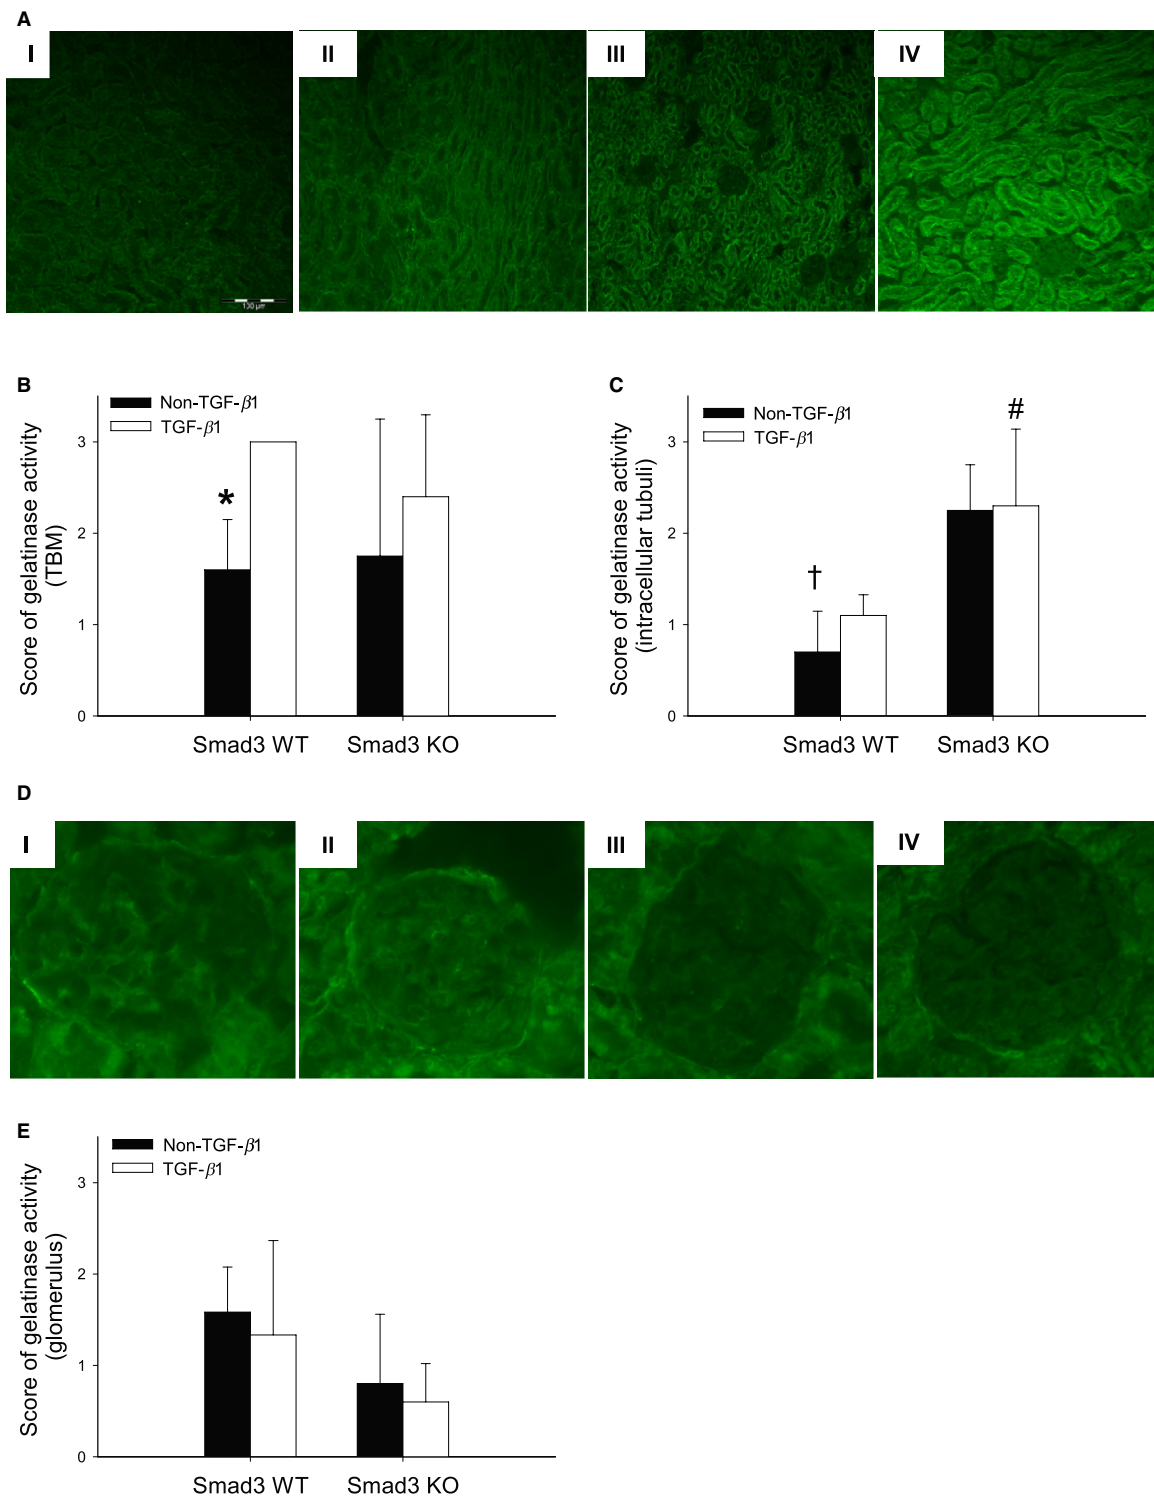 A
I
II
III
IV
100 µm
B
Non-TGF-β1
TGF-β1
*
3
2
1
0
Score of gelatinase activity
(TBM)
Smad3 WT
Smad3 KO
C
Non-TGF-β1
TGF-β1
#
†
3
2
1
0
Score of gelatinase activity
(intracellular tubuli)
Smad3 WT
Smad3 KO
D
I
II
III
IV
E
Non-TGF-β1
TGF-β1
3
2
1
0
Score of gelatinase activity
(glomerulus)
Smad3 WT
Smad3 KO